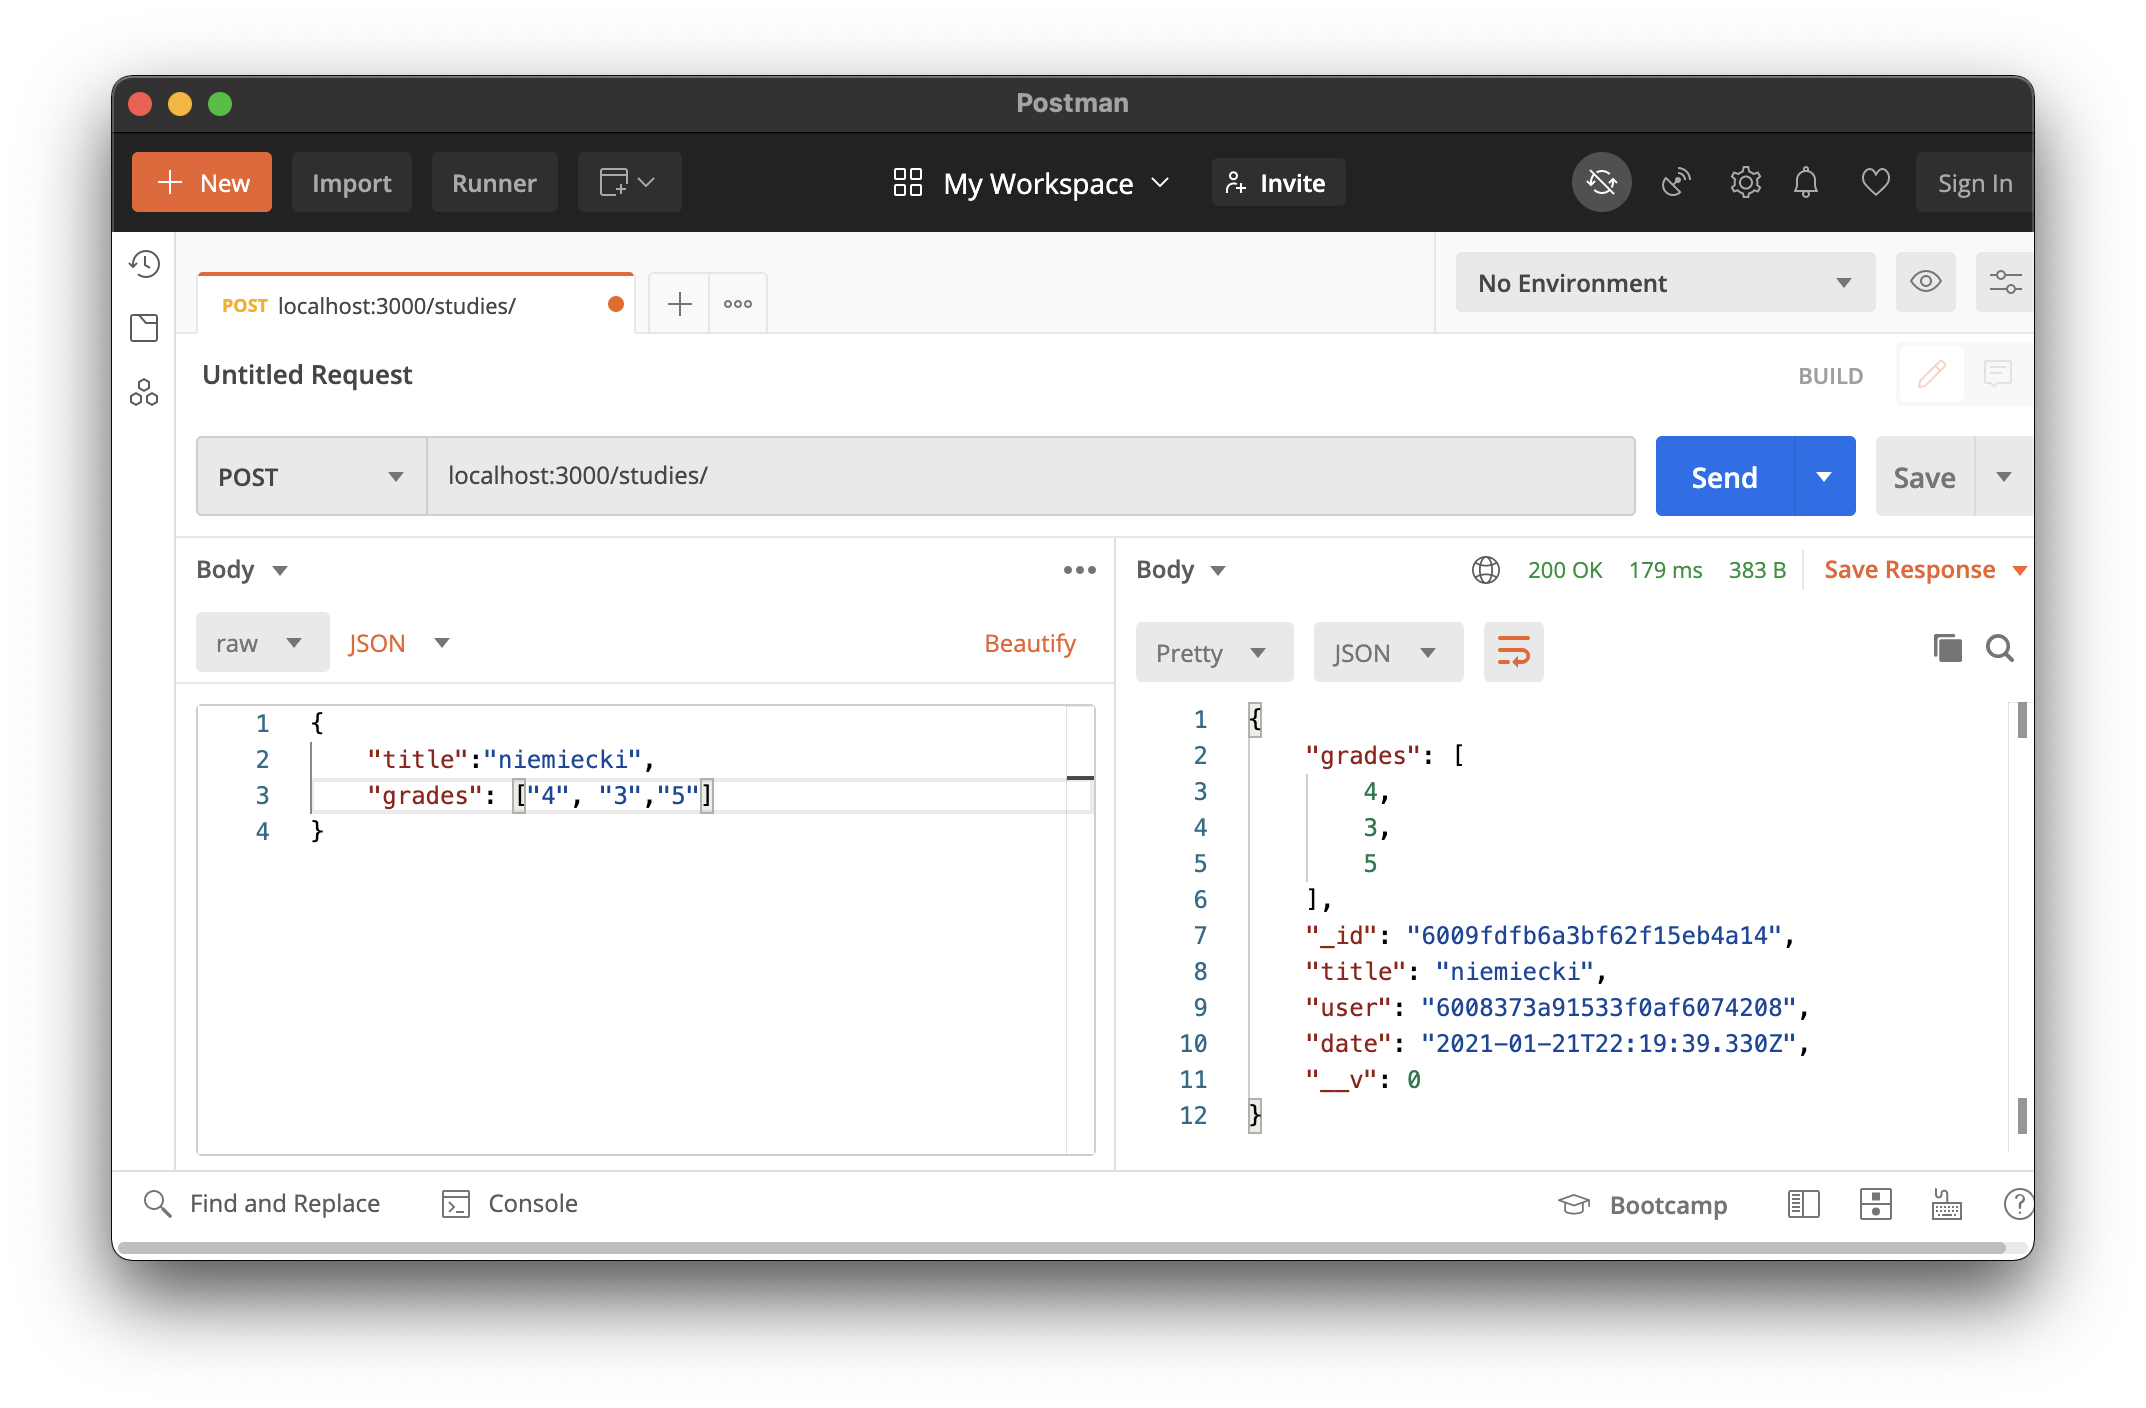 Postman
New Import Runner My Workspace Invite Sign In
POST localhost:3000/studies/ No Environment
Untitled Request BUILD
POST localhost:3000/studies/ Send Save
Body Body 200 OK 179 ms 383 B Save Response
raw JSON Beautify
Pretty JSON
1 {
2 "title":"niemiecki",
3 "grades": ["4", "3","5"]
4 }
1 {
2 "grades": [
3 4,
4 3,
5 5
6 ],
7 "_id": "6009fdfb6a3bf62f15eb4a14",
8 "title": "niemiecki",
9 "user": "6008373a91533f0af6074208",
10 "date": "2021-01-21T22:19:39.330Z",
11 "__v": 0
12 }
Find and Replace Console Bootcamp